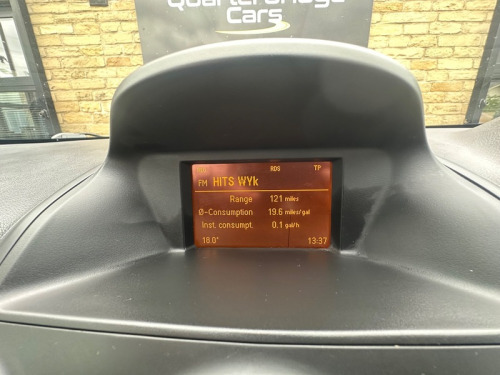 Quarterbridge
Cars
RDS TP
FM HITS WYk
Range 121 miles
Ø-Consumption 19.6 miles/gal
Inst. consumpt. 0.1 gal/h
18.0° 13:37